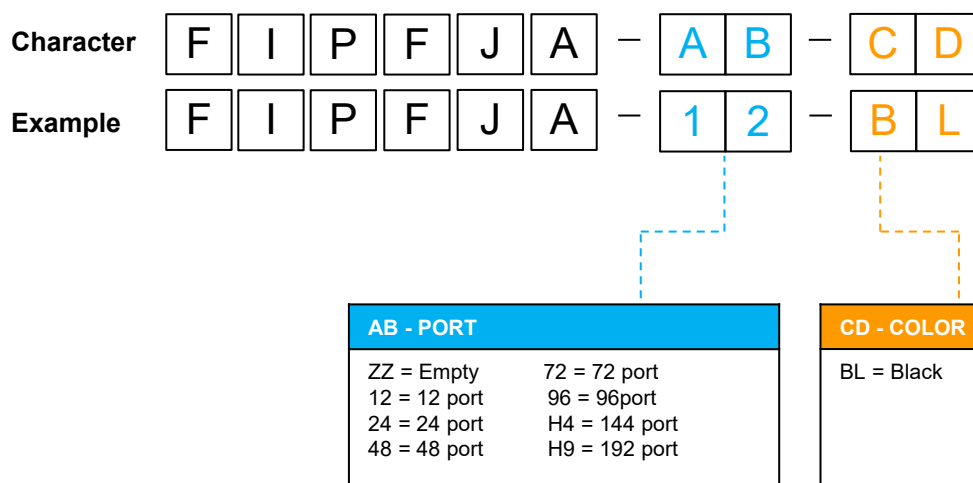 Character F I P F J A – A B – C D
Example F I P F J A – 1 2 – B L
AB - PORT
ZZ = Empty 72 = 72 port
12 = 12 port 96 = 96port
24 = 24 port H4 = 144 port
48 = 48 port H9 = 192 port
CD - COLOR
BL = Black